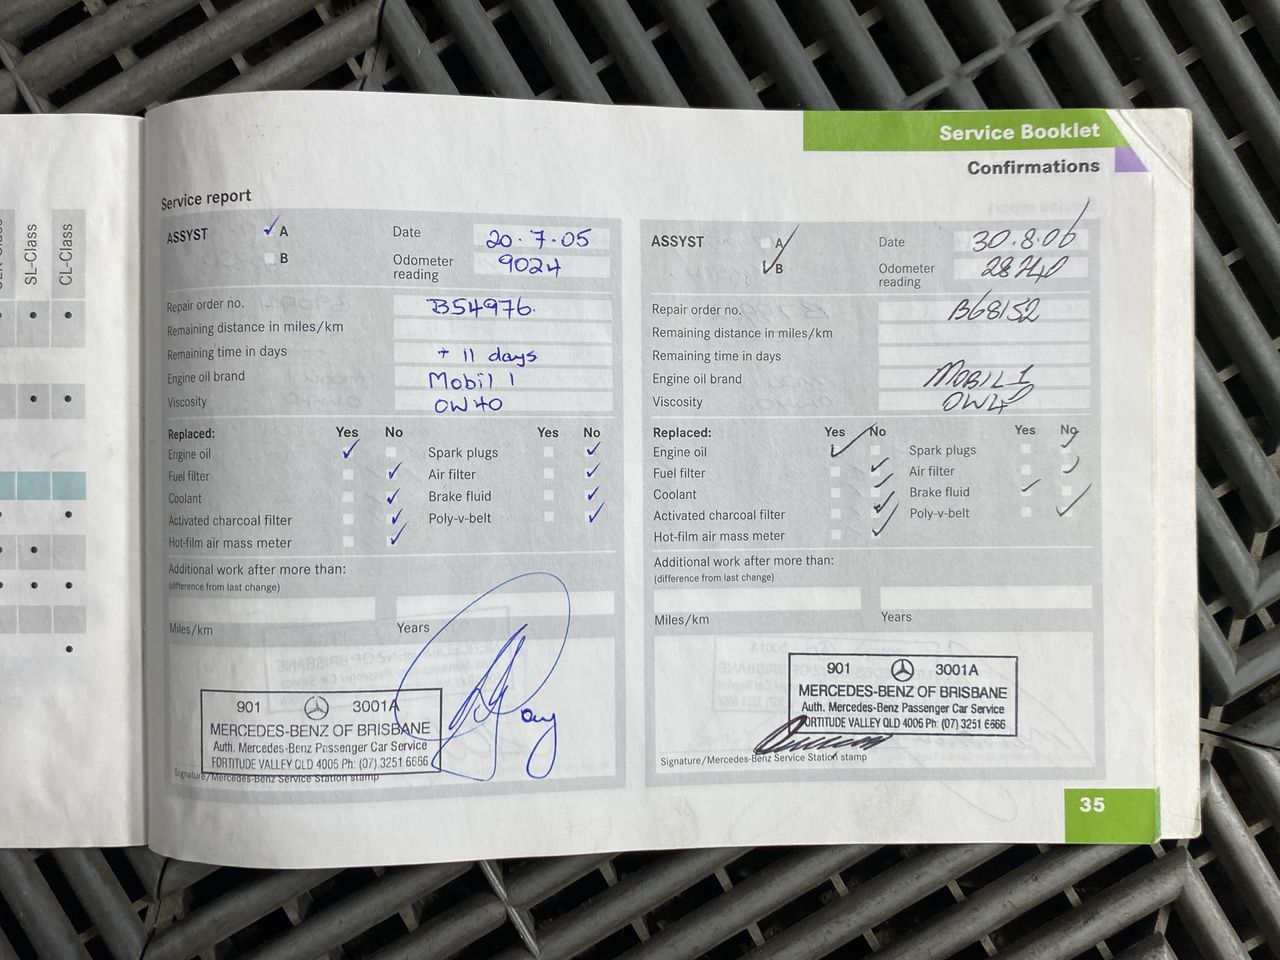 Service Booklet
Confirmations
SL-Class
CL-Class
Service report
ASSYST ✓ A
B
Date 20.7.05
Odometer reading 9024
Repair order no. B54976.
Remaining distance in miles/km
Remaining time in days + 11 days
Engine oil brand Mobil 1
Viscosity OW40
Replaced: Yes No Yes No
Engine oil ✓ Spark plugs ✓
Fuel filter ✓ Air filter ✓
Coolant ✓ Brake fluid ✓
Activated charcoal filter ✓ Poly-v-belt ✓
Hot-film air mass meter ✓
Additional work after more than:
(difference from last change)
Miles/km Years
901 3001A
MERCEDES-BENZ OF BRISBANE
Auth. Mercedes-Benz Passenger Car Service
FORTITUDE VALLEY QLD 4006 Ph: (07) 3251 6666
Signature/Mercedes-Benz Service Station stamp
ASSYST A
✓ B
Date 30.8.06
Odometer reading 28740
Repair order no. B68152
Remaining distance in miles/km
Remaining time in days
Engine oil brand MOBIL 1
Viscosity OW40
Replaced: Yes No Yes No
Engine oil ✓ Spark plugs ✓
Fuel filter ✓ Air filter ✓
Coolant ✓ Brake fluid ✓
Activated charcoal filter ✓ Poly-v-belt ✓
Hot-film air mass meter ✓
Additional work after more than:
(difference from last change)
Miles/km Years
901 3001A
MERCEDES-BENZ OF BRISBANE
Auth. Mercedes-Benz Passenger Car Service
FORTITUDE VALLEY QLD 4006 Ph: (07) 3251 6666
Signature/Mercedes-Benz Service Station stamp
35